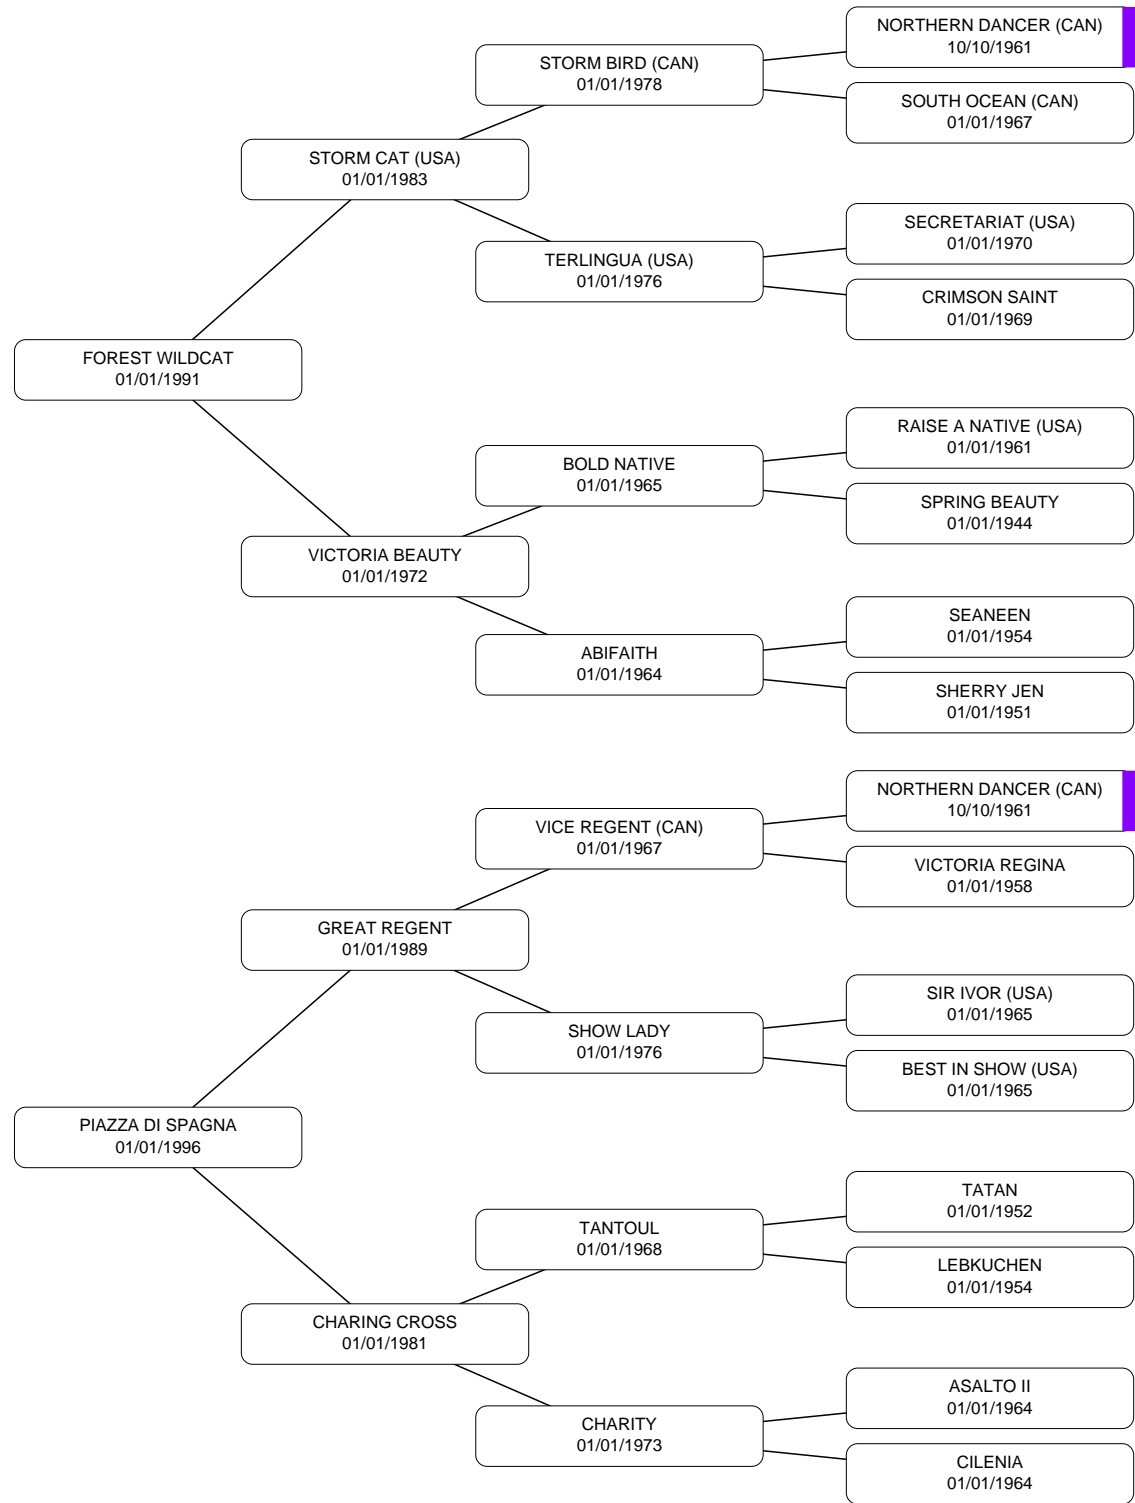 NORTHERN DANCER (CAN)
10/10/1961
STORM BIRD (CAN)
01/01/1978
SOUTH OCEAN (CAN)
01/01/1967
STORM CAT (USA)
01/01/1983
SECRETARIAT (USA)
01/01/1970
TERLINGUA (USA)
01/01/1976
CRIMSON SAINT
01/01/1969
FOREST WILDCAT
01/01/1991
RAISE A NATIVE (USA)
01/01/1961
BOLD NATIVE
01/01/1965
SPRING BEAUTY
01/01/1944
VICTORIA BEAUTY
01/01/1972
SEANEEN
01/01/1954
ABIFAITH
01/01/1964
SHERRY JEN
01/01/1951
NORTHERN DANCER (CAN)
10/10/1961
VICE REGENT (CAN)
01/01/1967
VICTORIA REGINA
01/01/1958
GREAT REGENT
01/01/1989
SIR IVOR (USA)
01/01/1965
SHOW LADY
01/01/1976
BEST IN SHOW (USA)
01/01/1965
PIAZZA DI SPAGNA
01/01/1996
TATAN
01/01/1952
TANTOUL
01/01/1968
LEBKUCHEN
01/01/1954
CHARING CROSS
01/01/1981
ASALTO II
01/01/1964
CHARITY
01/01/1973
CILENIA
01/01/1964